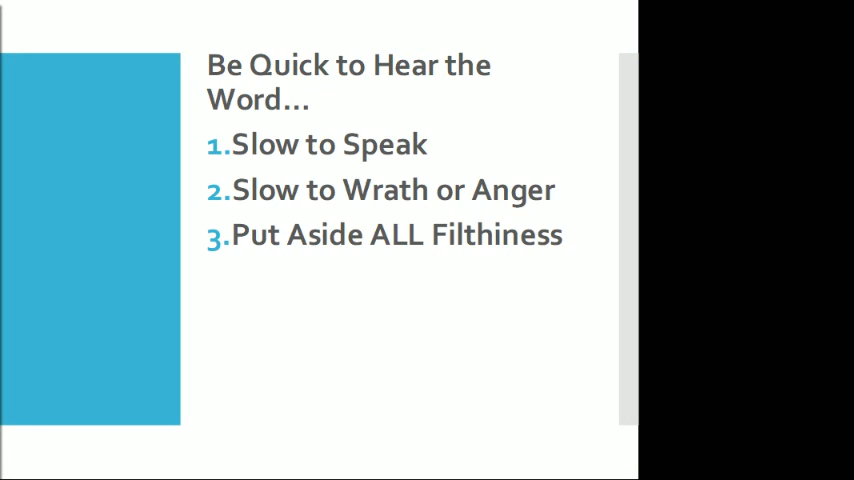 Be Quick to Hear the
Word...
1.Slow to Speak
2.Slow to Wrath or Anger
3.Put Aside ALL Filthiness